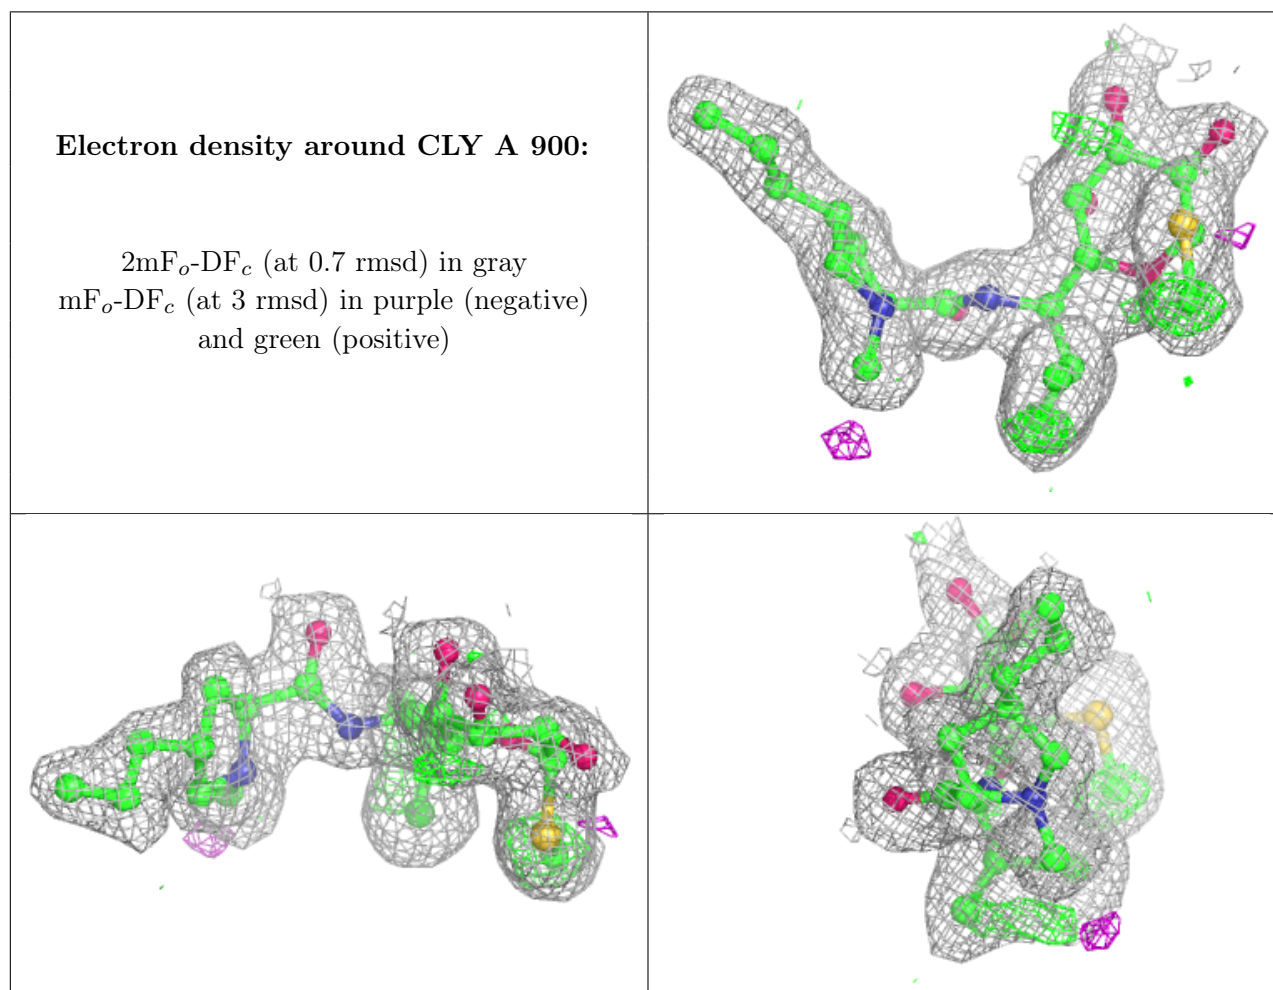 Electron density around CLY A 900:
2mFo-DFc (at 0.7 rmsd) in gray
mFo-DFc (at 3 rmsd) in purple (negative)
and green (positive)